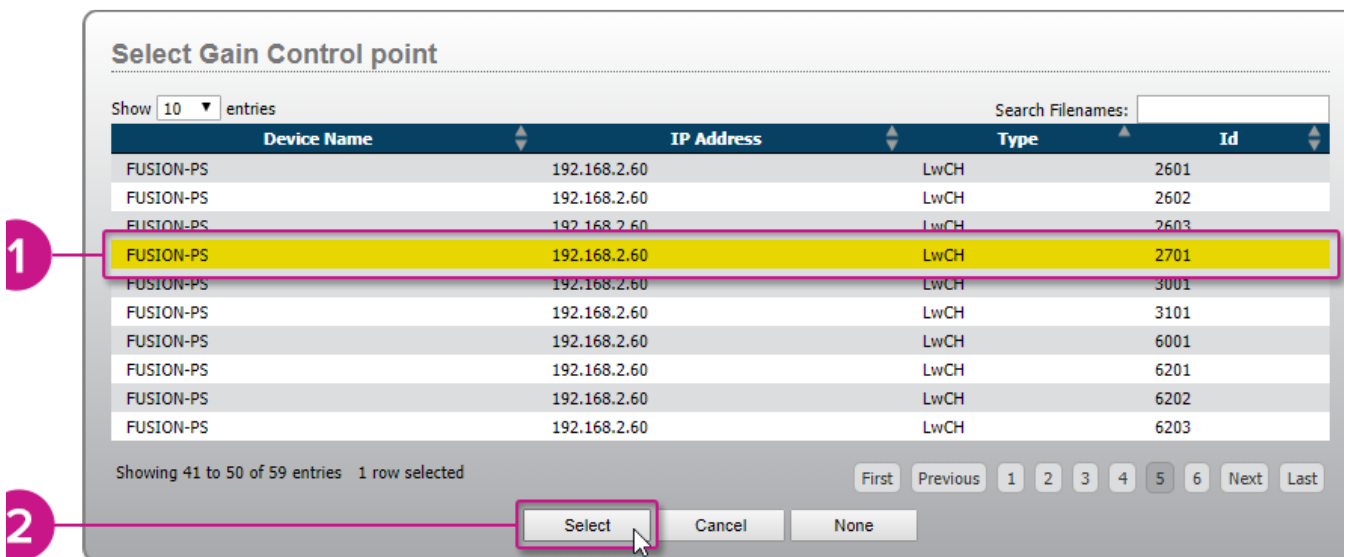 Select Gain Control point
Show 10 entries Search Filenames:
Device Name IP Address Type Id
FUSION-PS 192.168.2.60 LwCH 2601
FUSION-PS 192.168.2.60 LwCH 2602
FUSION-PS 192.168.2.60 LwCH 2603
1 FUSION-PS 192.168.2.60 LwCH 2701
FUSION-PS 192.168.2.60 LwCH 3001
FUSION-PS 192.168.2.60 LwCH 3101
FUSION-PS 192.168.2.60 LwCH 6001
FUSION-PS 192.168.2.60 LwCH 6201
FUSION-PS 192.168.2.60 LwCH 6202
FUSION-PS 192.168.2.60 LwCH 6203
Showing 41 to 50 of 59 entries 1 row selected First Previous 1 2 3 4 5 6 Next Last
2 Select Cancel None